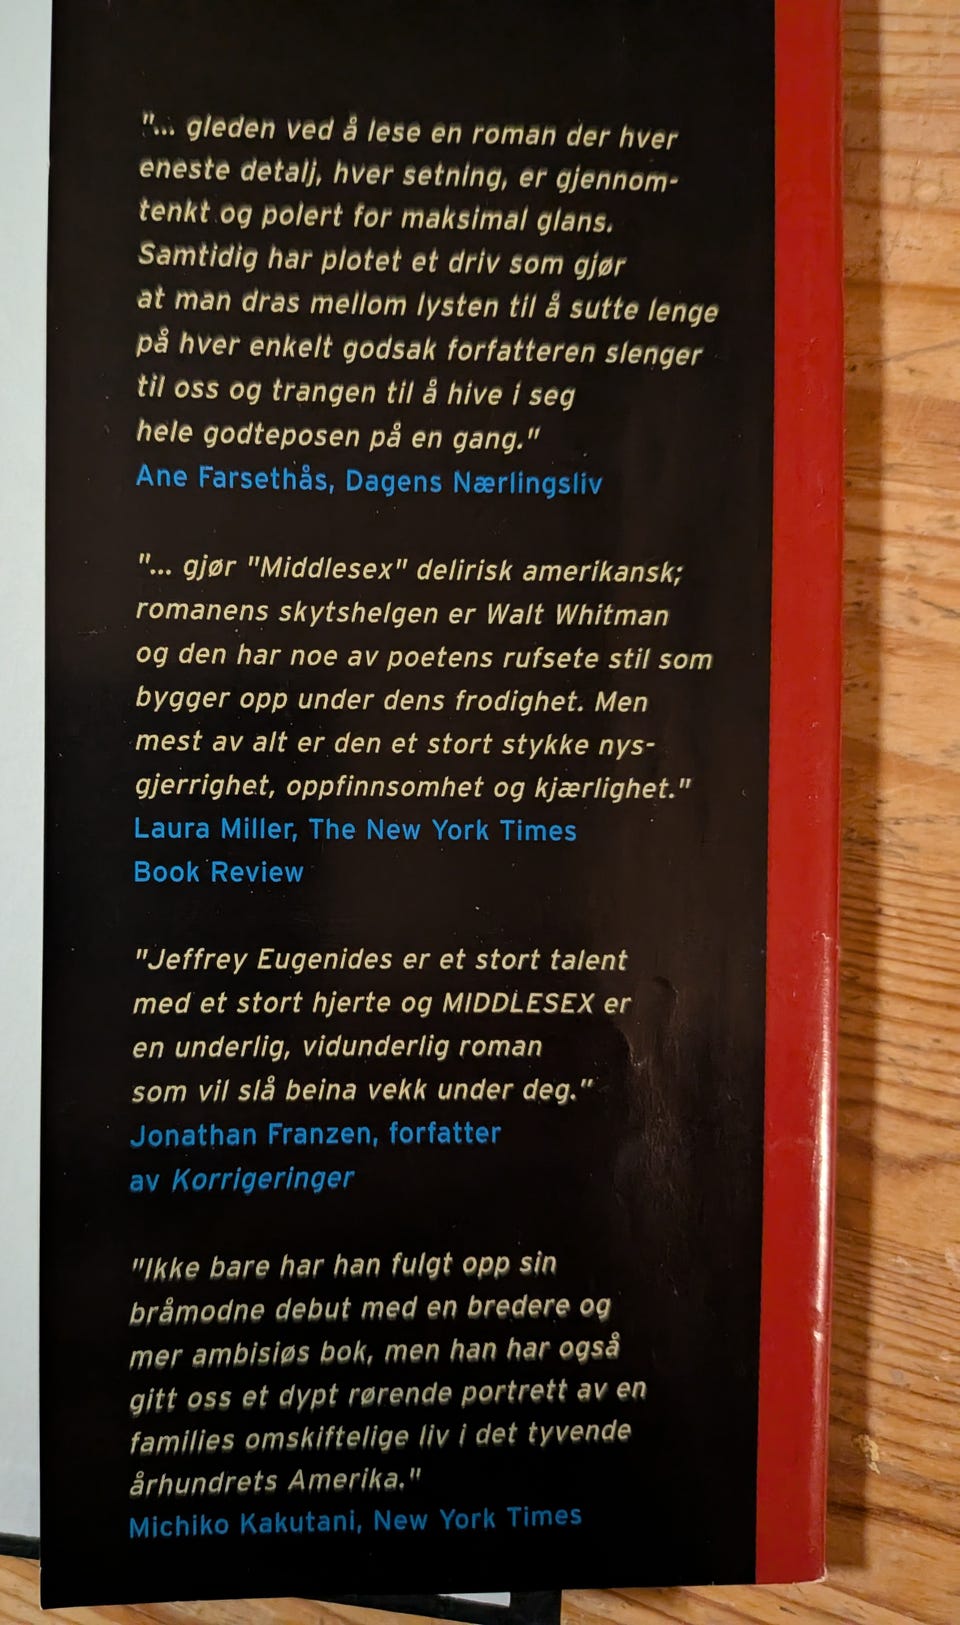 "... gleden ved å lese en roman der hver
eneste detalj, hver setning, er gjennom-
tenkt og polert for maksimal glans.
Samtidig har plotet et driv som gjør
at man dras mellom lysten til å sutte lenge
på hver enkelt godsak forfatteren slenger
til oss og trangen til å hive i seg
hele godteposen på en gang."
Ane Farsethås, Dagens Nærlingsliv
"... gjør "Middlesex" delirisk amerikansk;
romanens skytshelgen er Walt Whitman
og den har noe av poetens rufsete stil som
bygger opp under dens frodighet. Men
mest av alt er den et stort stykke nys-
gjerrighet, oppfinnsomhet og kjærlighet."
Laura Miller, The New York Times
Book Review
"Jeffrey Eugenides er et stort talent
med et stort hjerte og MIDDLESEX er
en underlig, vidunderlig roman
som vil slå beina vekk under deg."
Jonathan Franzen, forfatter
av Korrigeringer
"Ikke bare har han fulgt opp sin
bråmodne debut med en bredere og
mer ambisiøs bok, men han har også
gitt oss et dypt rørende portrett av en
families omskiftelige liv i det tyvende
århundrets Amerika."
Michiko Kakutani, New York Times